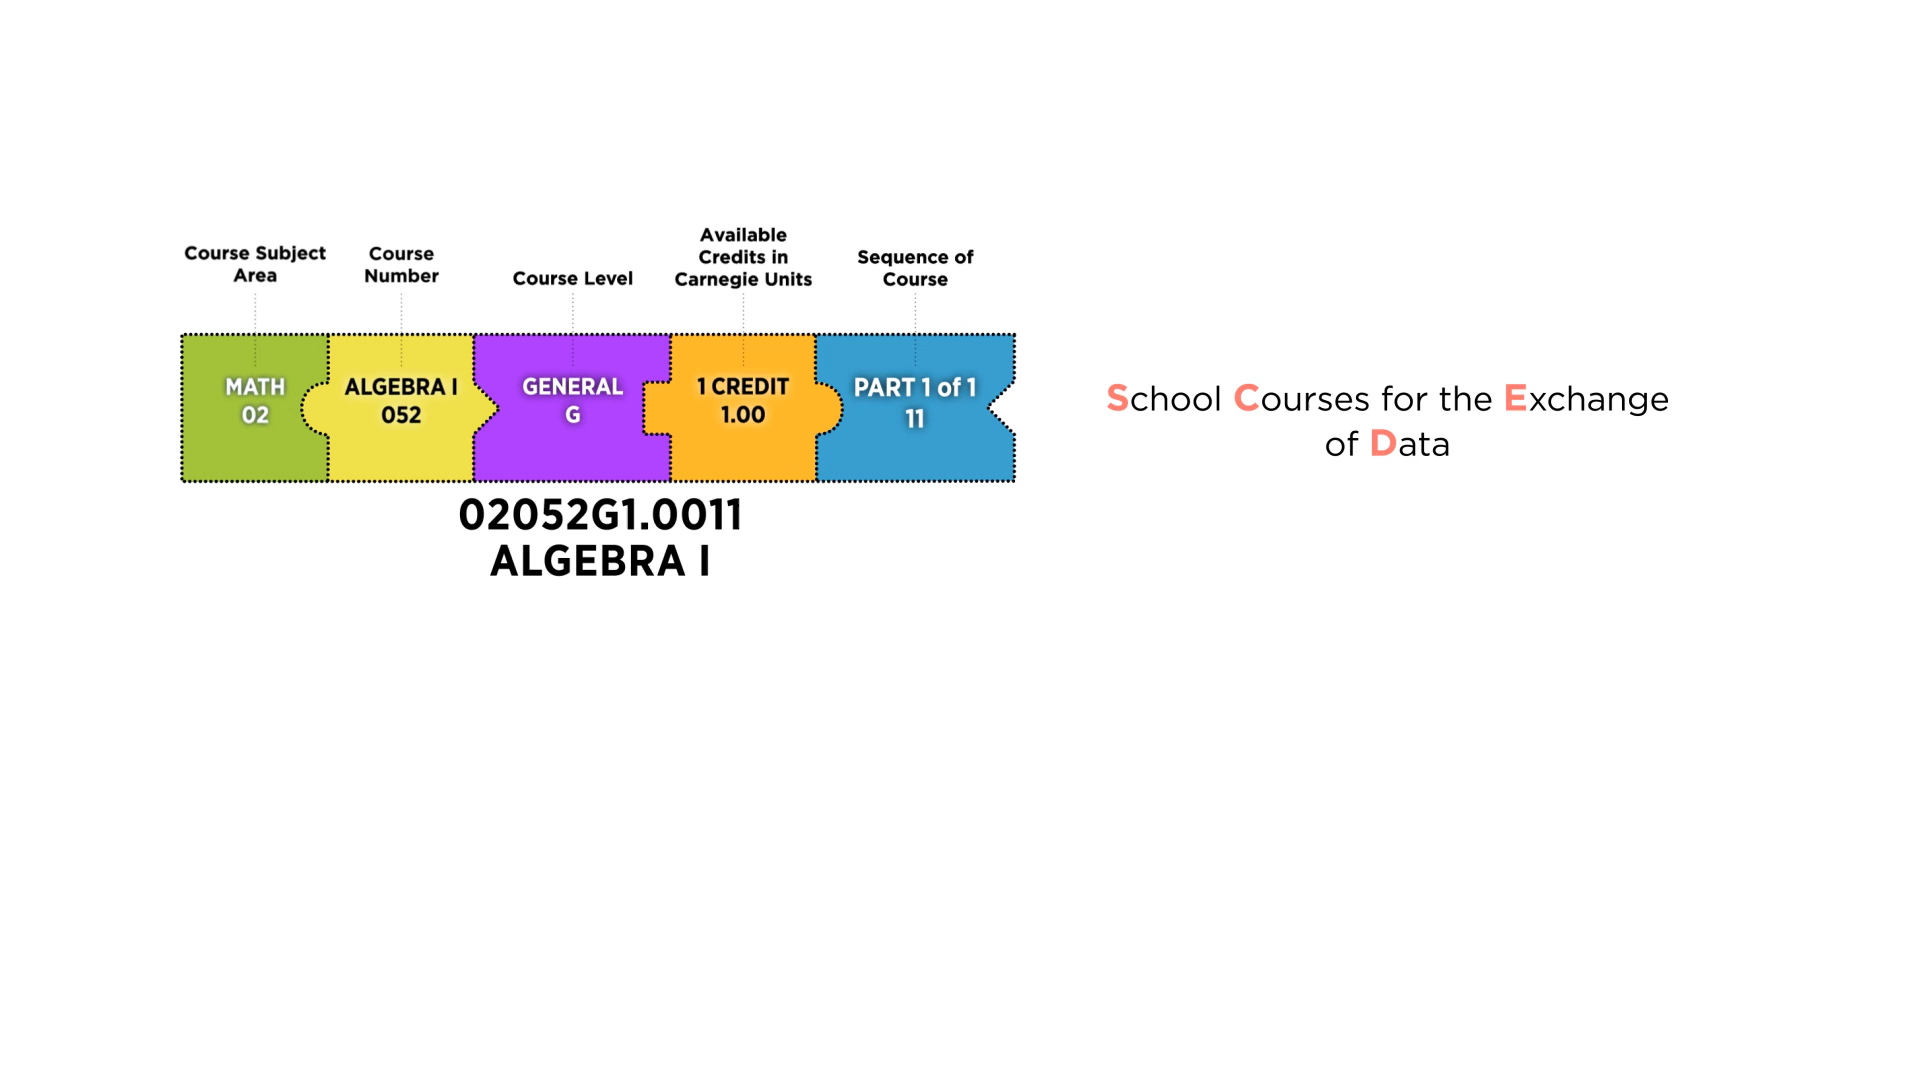 Course Subject
Area
Course
Number
Course Level
Available
Credits in
Carnegie Units
Sequence of
Course
MATH
02
ALGEBRA I
052
GENERAL
G
1 CREDIT
1.00
PART 1 of 1
11
02052G1.0011
ALGEBRA I
School Courses for the Exchange
of Data